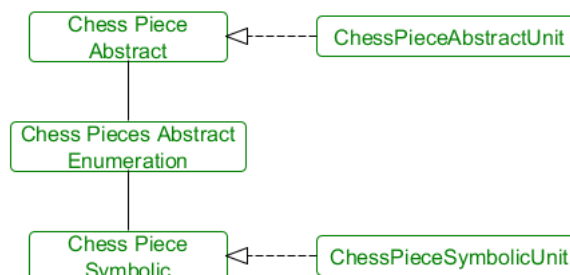 Chess Piece
Abstract
ChessPieceAbstractUnit
Chess Pieces Abstract
Enumeration
Chess Piece
Symbolic
ChessPieceSymbolicUnit